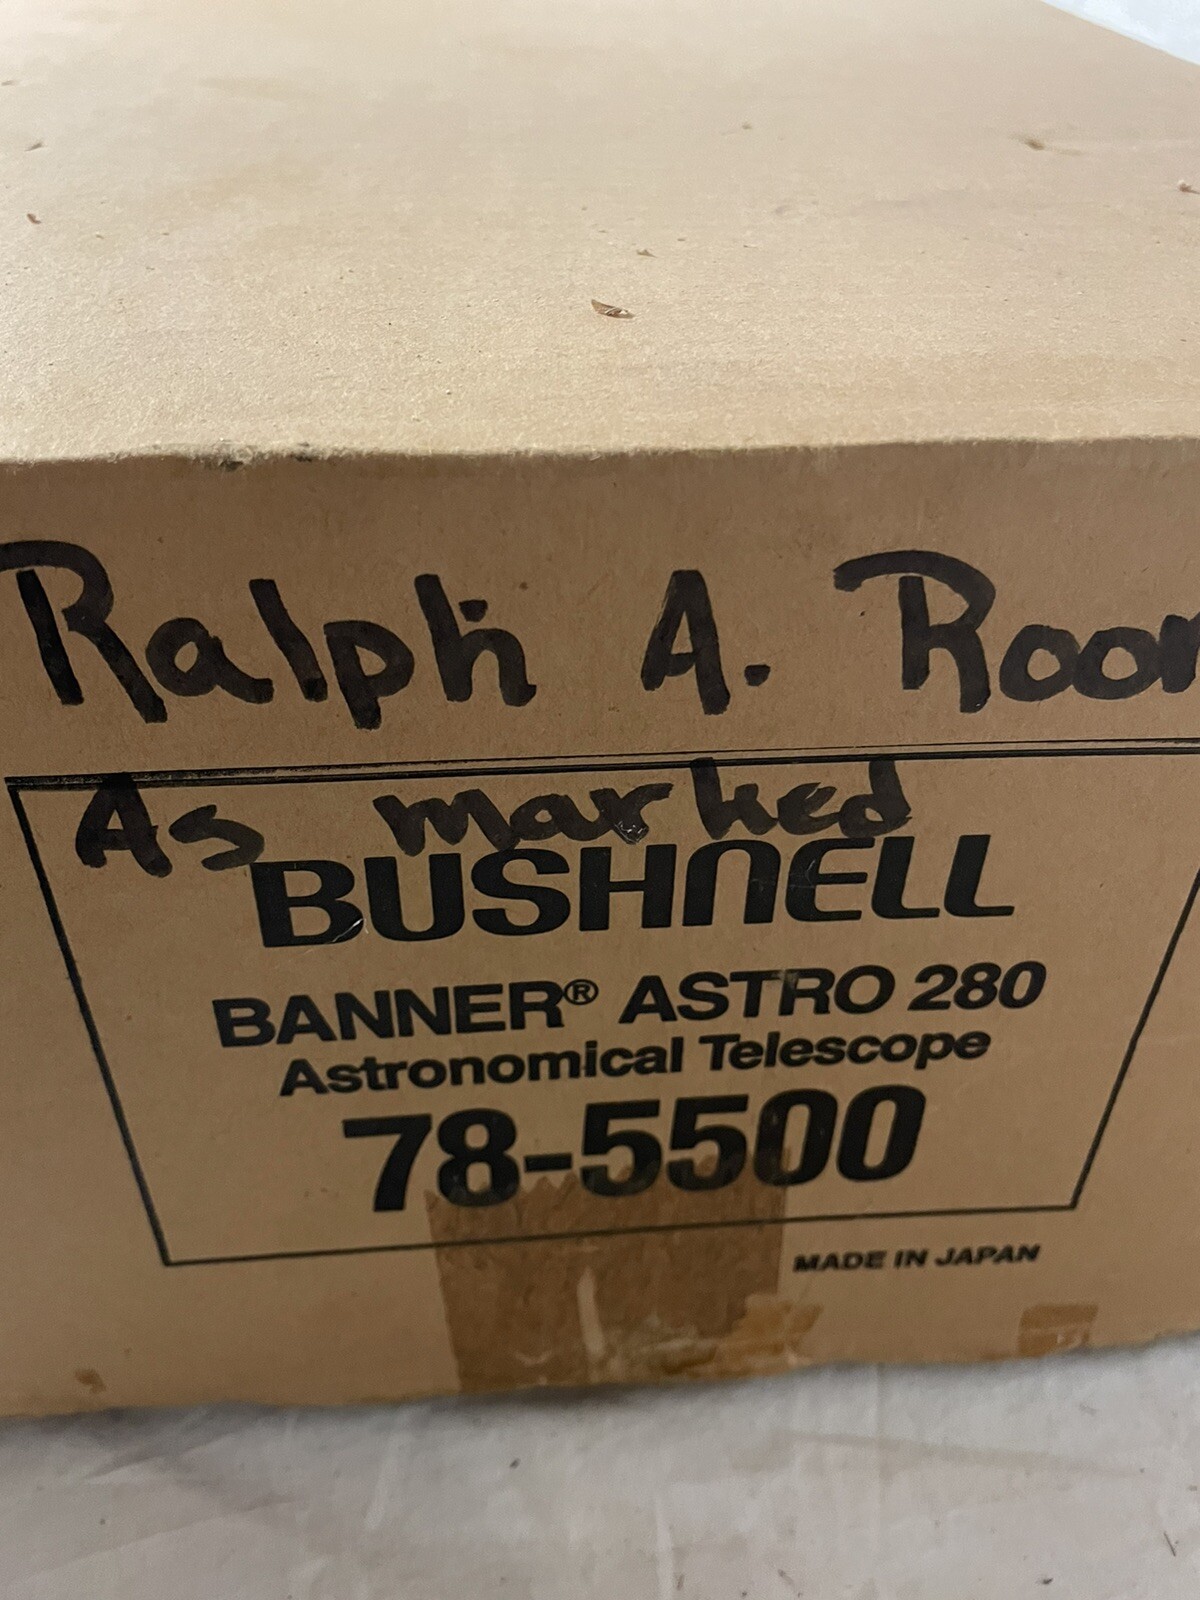 Ralph A. Roon
As marked
BUSHNELL
BANNER® ASTRO 280
Astronomical Telescope
78-5500
MADE IN JAPAN